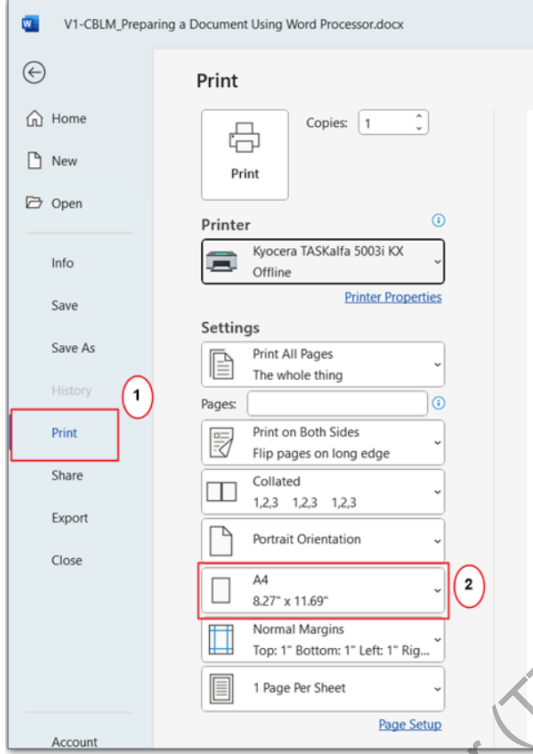 V1-CBLM_Preparing a Document Using Word Processor.docx
Print
Home
New
Open
Info
Save
Save As
History
1
Print
Share
Export
Close
Account
Copies: 1
Print
Printer
Kyocera TASKalfa 5003i KX
Offline
Printer Properties
Settings
Print All Pages
The whole thing
Pages:
Print on Both Sides
Flip pages on long edge
Collated
1,2,3 1,2,3 1,2,3
Portrait Orientation
A4
8.27" x 11.69"
2
Normal Margins
Top: 1" Bottom: 1" Left: 1" Rig...
1 Page Per Sheet
Page Setup